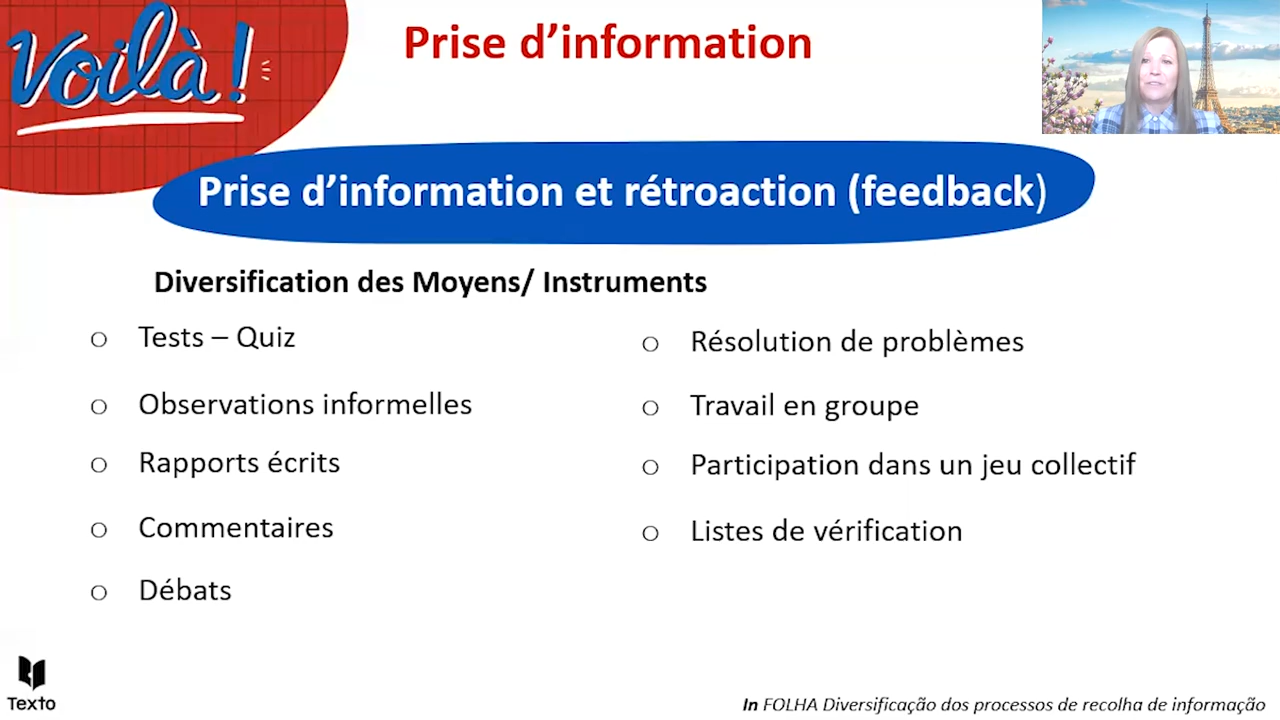 Voilà!
Prise d’information
Prise d’information et rétroaction (feedback)
Diversification des Moyens/ Instruments
o Tests – Quiz
o Observations informelles
o Rapports écrits
o Commentaires
o Débats
o Résolution de problèmes
o Travail en groupe
o Participation dans un jeu collectif
o Listes de vérification
Texto
In FOLHA Diversificação dos processos de recolha de informação